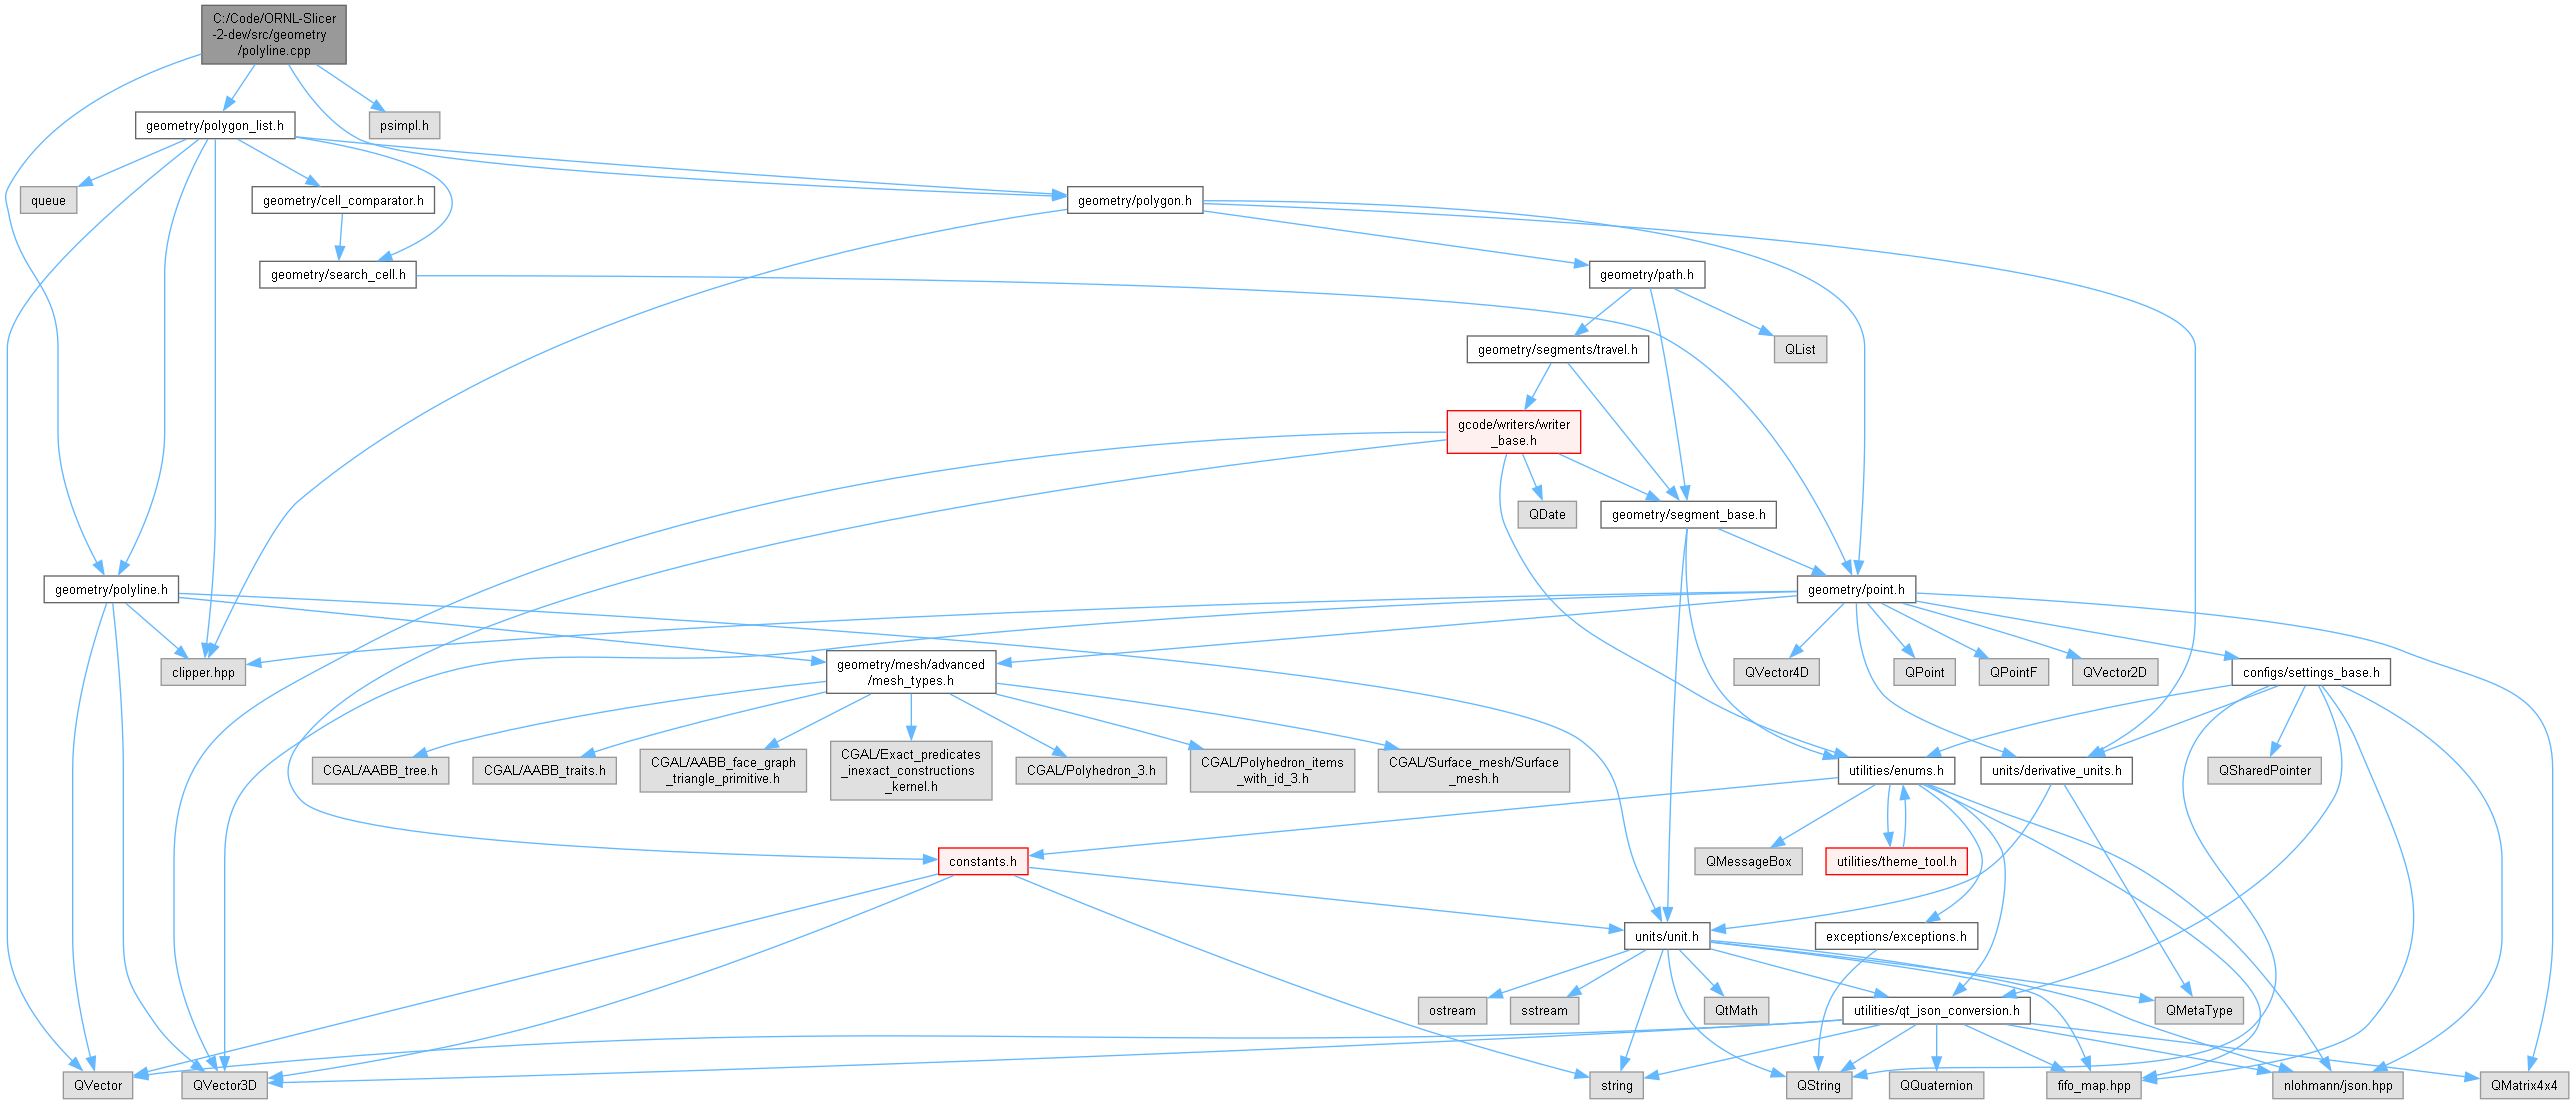 C:/Code/ORNL-Slicer
-2-dev/src/geometry
/polyline.cpp
geometry/polygon_list.h
psimpl.h
queue
geometry/cell_comparator.h
geometry/polygon.h
geometry/search_cell.h
geometry/path.h
geometry/segments/travel.h
QList
gcode/writers/writer
_base.h
QDate
geometry/segment_base.h
geometry/polyline.h
geometry/point.h
clipper.hpp
geometry/mesh/advanced
/mesh_types.h
QVector4D
QPoint
QPointF
QVector2D
configs/settings_base.h
CGAL/AABB_tree.h
CGAL/AABB_traits.h
CGAL/AABB_face_graph
_triangle_primitive.h
CGAL/Exact_predicates
_inexact_constructions
_kernel.h
CGAL/Polyhedron_3.h
CGAL/Polyhedron_items
_with_id_3.h
CGAL/Surface_mesh/Surface
_mesh.h
utilities/enums.h
units/derivative_units.h
QSharedPointer
constants.h
QMessageBox
utilities/theme_tool.h
units/unit.h
exceptions/exceptions.h
ostream
sstream
QtMath
utilities/qt_json_conversion.h
QMetaType
QVector
QVector3D
string
QString
QQuaternion
fifo_map.hpp
nlohmann/json.hpp
QMatrix4x4